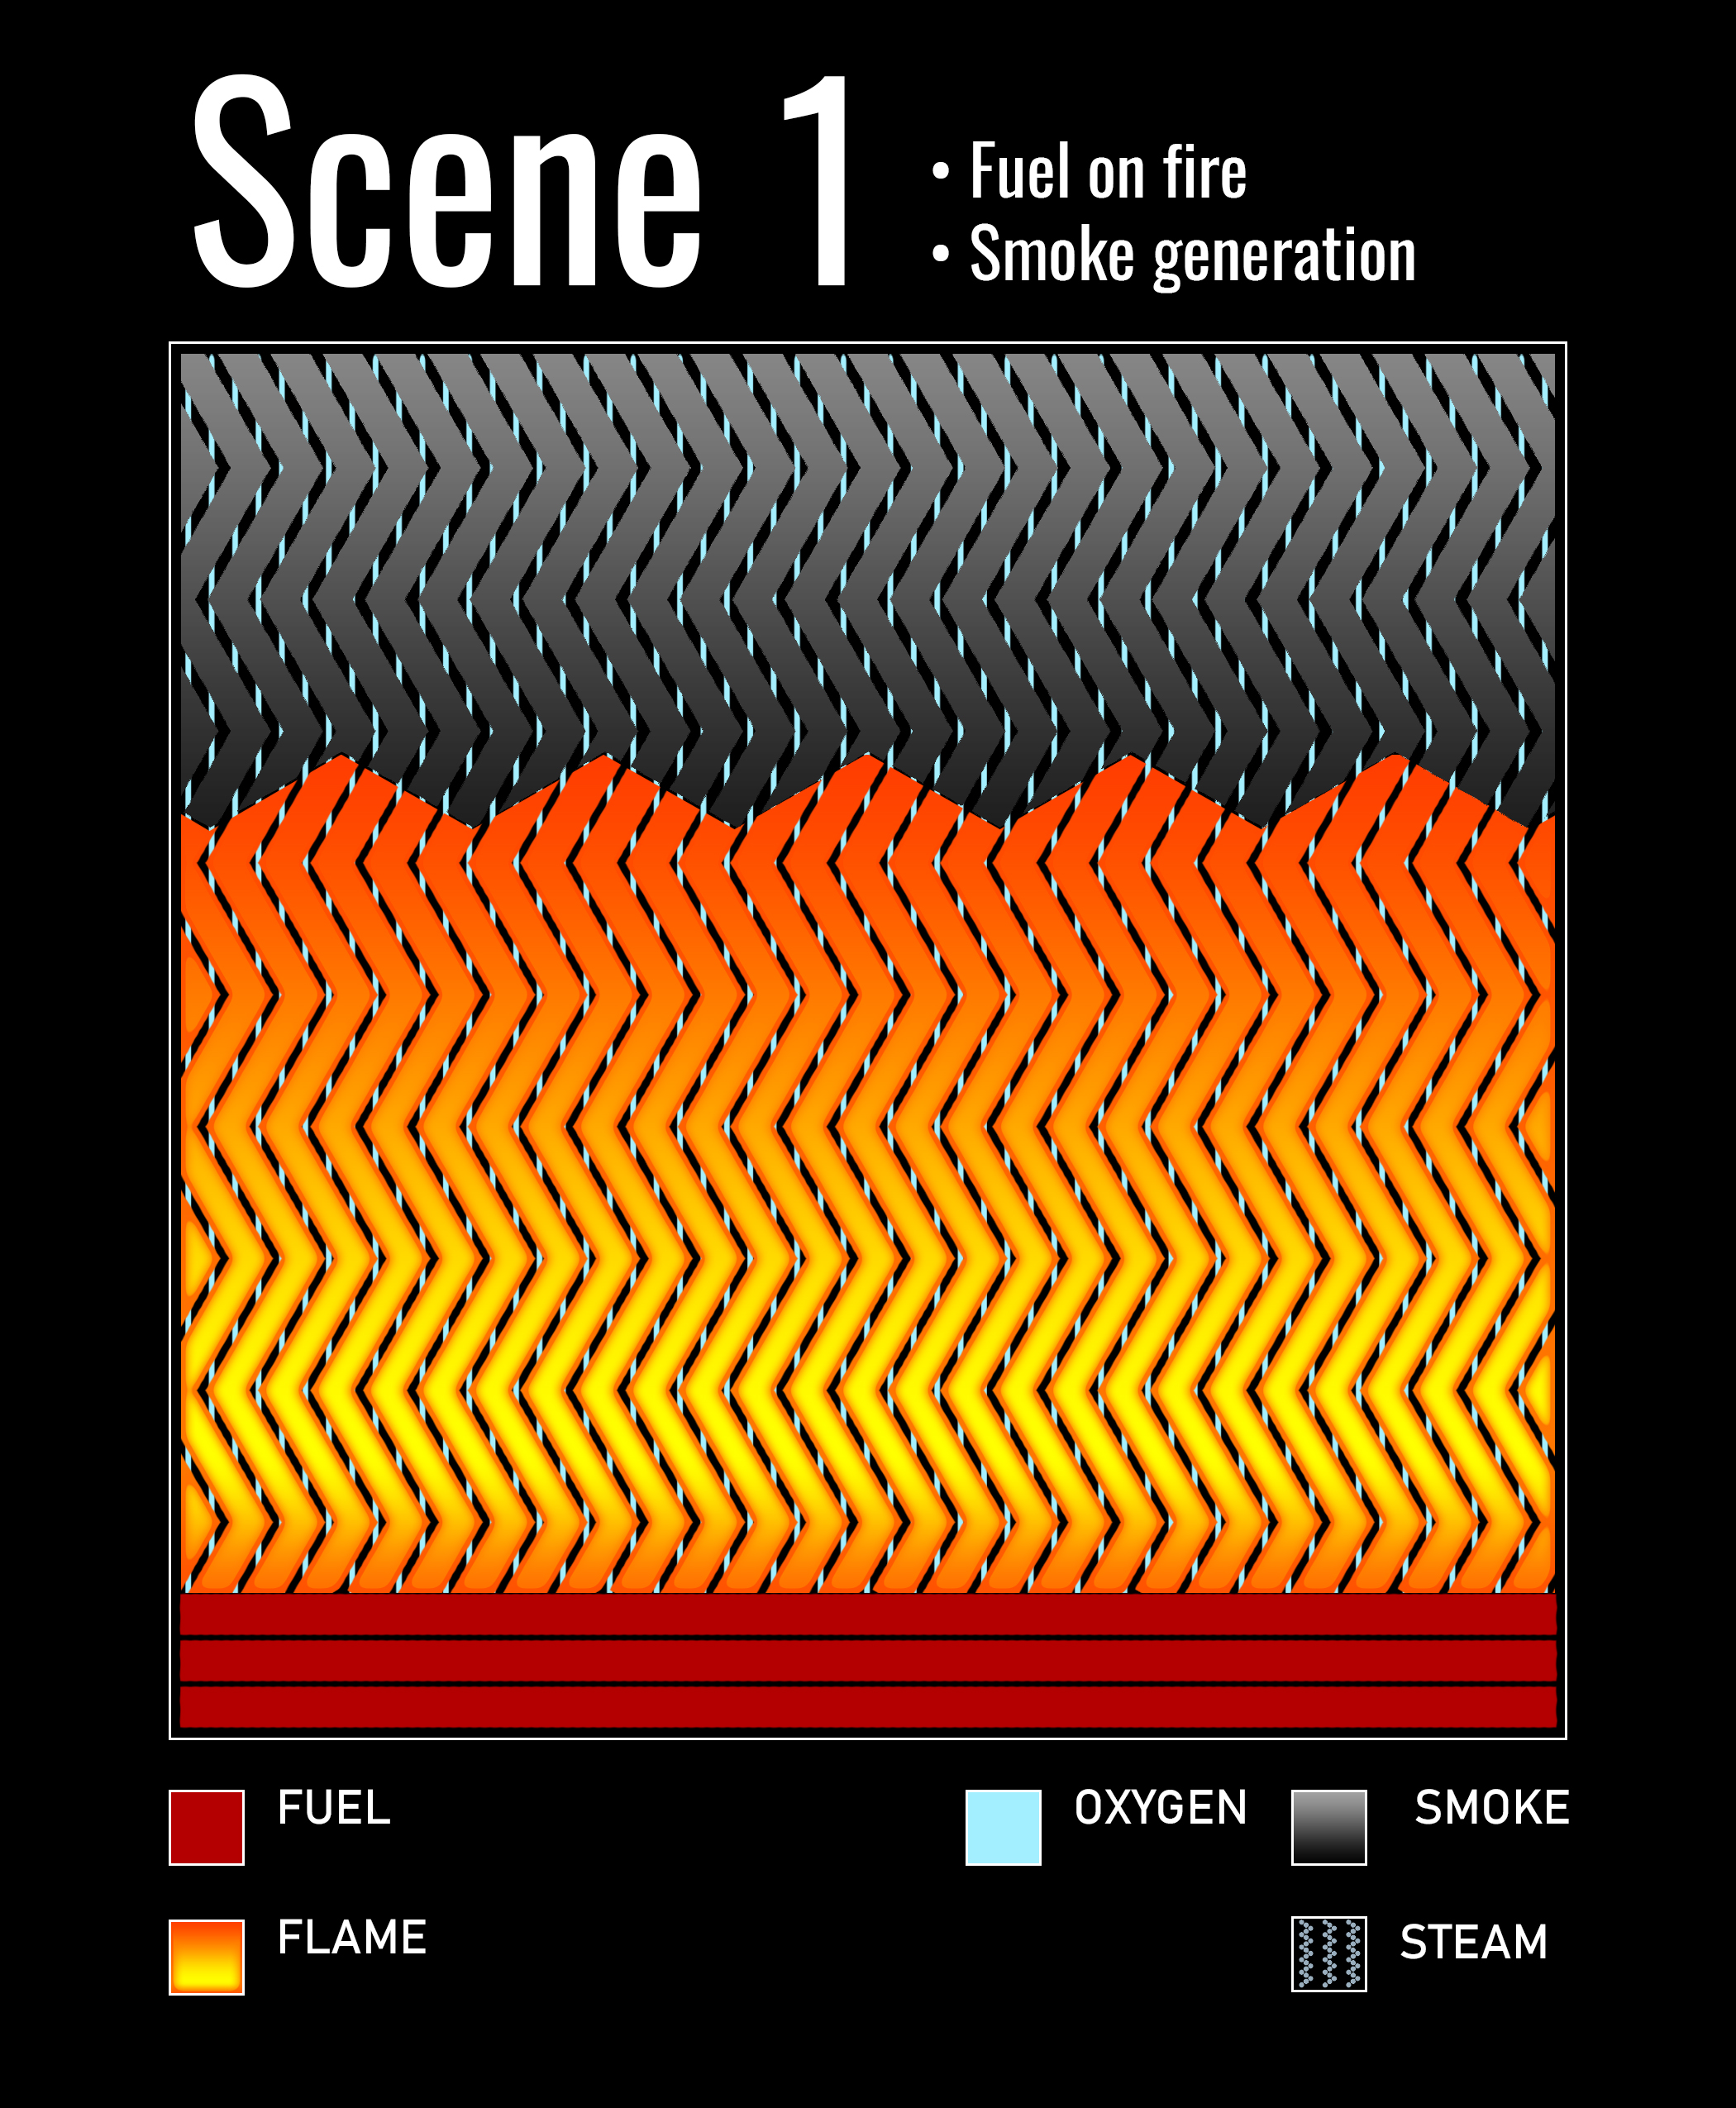 Scene 1
• Fuel on fire
• Smoke generation
FUEL
OXYGEN
SMOKE
FLAME
STEAM